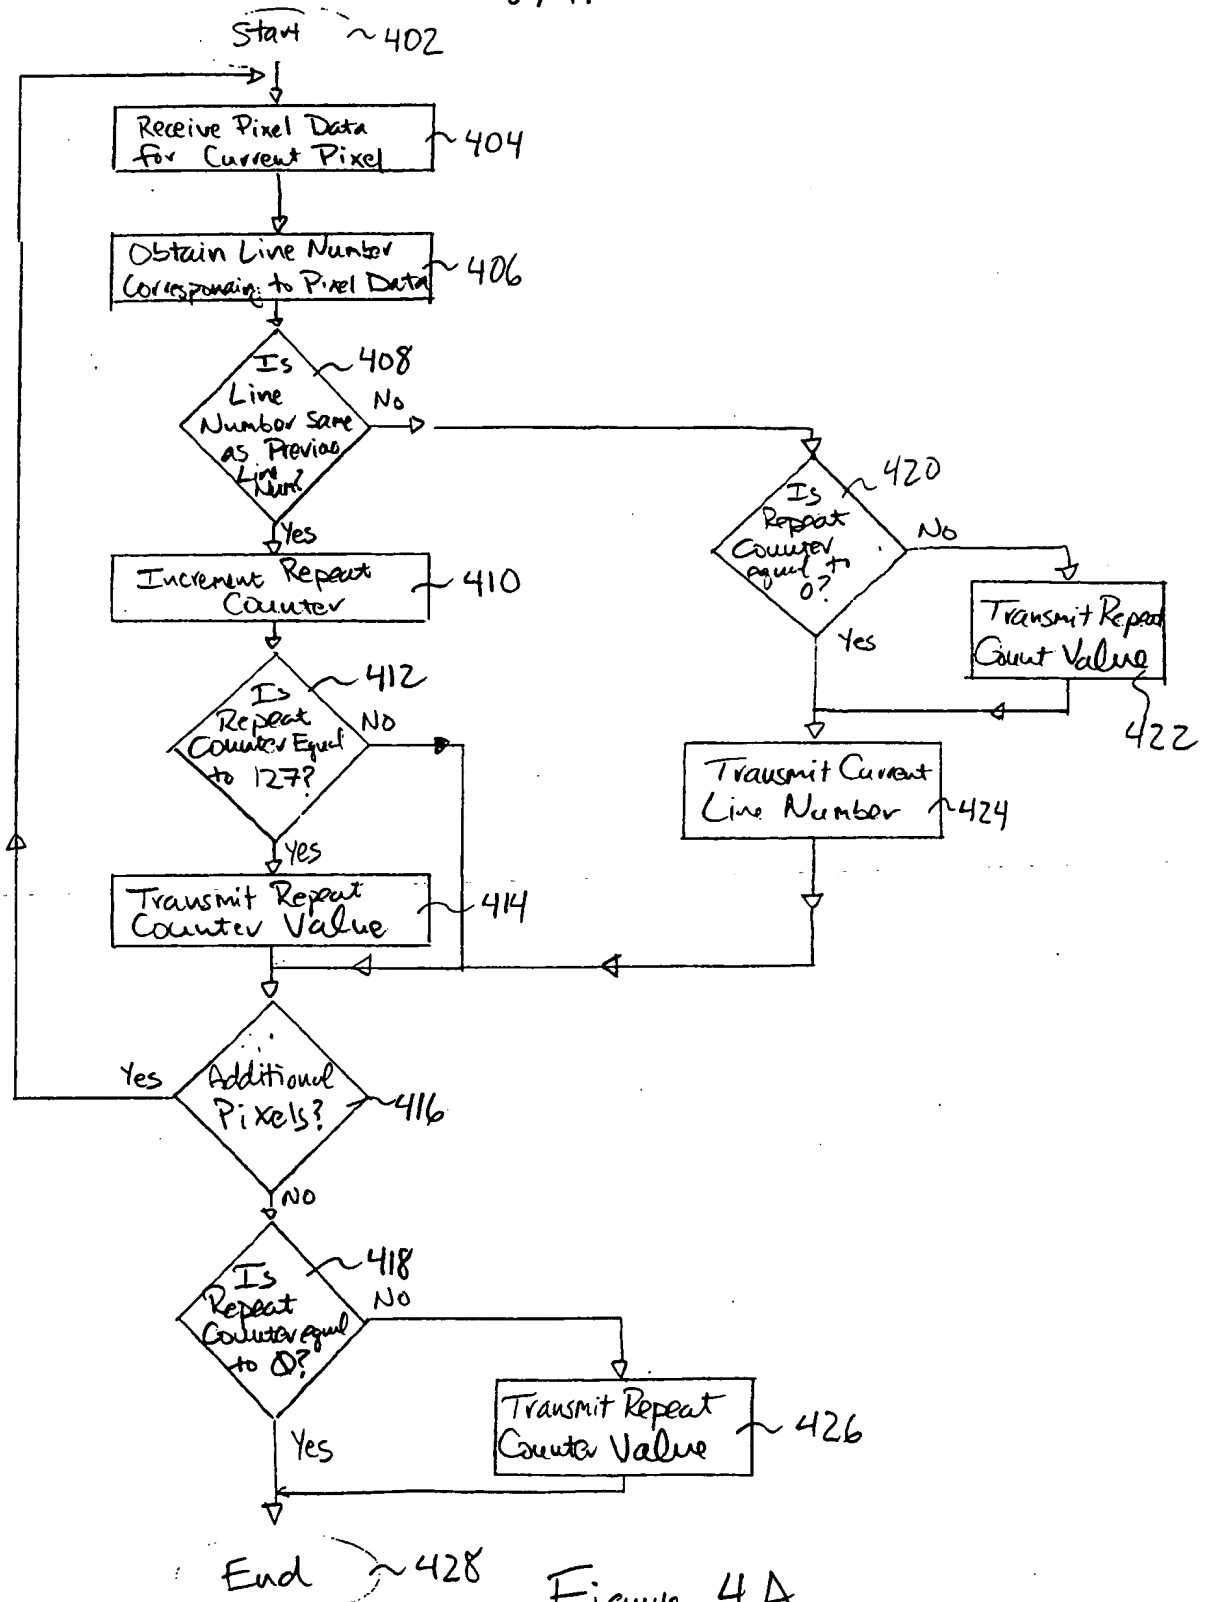 Start 402
Receive Pixel Data
for Current Pixel
404
Obtain Line Number
Corresponding to Pixel Data
406
Is
Line
Number Same
as Previous
Line
Num?
408
No
Yes
Increment Repeat
Counter
410
Is
Repeat
Counter Equal
to 127?
412
No
Yes
Transmit Repeat
Counter Value
414
Is
Repeat
Counter
equal to
0?
420
No
Yes
Transmit Repeat
Count Value
422
Transmit Current
Line Number
424
Additional
Pixels?
416
Yes
No
Is
Repeat
Counter equal
to 0?
418
No
Yes
Transmit Repeat
Counter Value
426
End 428
Figure 4A